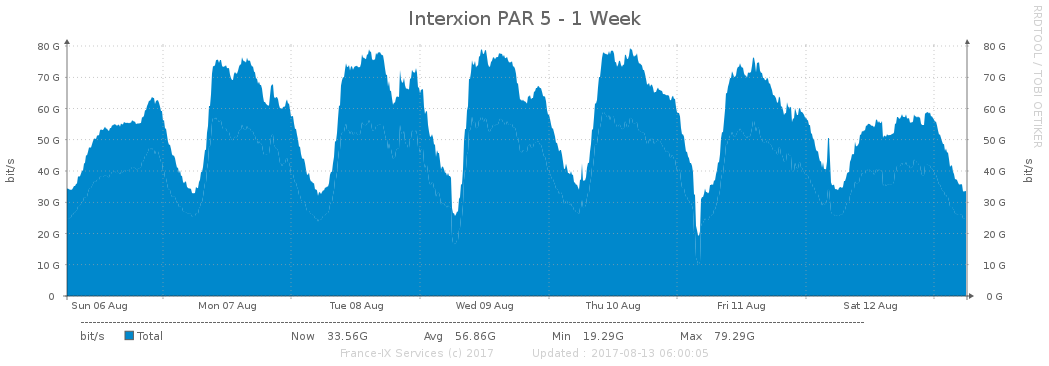 Interxion PAR 5 - 1 Week
RRDTOOL / TOBI OETIKER
80 G 80 G
70 G 70 G
60 G 60 G
50 G 50 G
40 G 40 G
30 G 30 G
20 G 20 G
10 G 10 G
0 0 G
bit/s
bit/s
Sun 06 Aug Mon 07 Aug Tue 08 Aug Wed 09 Aug Thu 10 Aug Fri 11 Aug Sat 12 Aug
bit/s Total Now 33.56G Avg 56.86G Min 19.29G Max 79.29G
France-IX Services (c) 2017 Updated : 2017-08-13 06:00:05